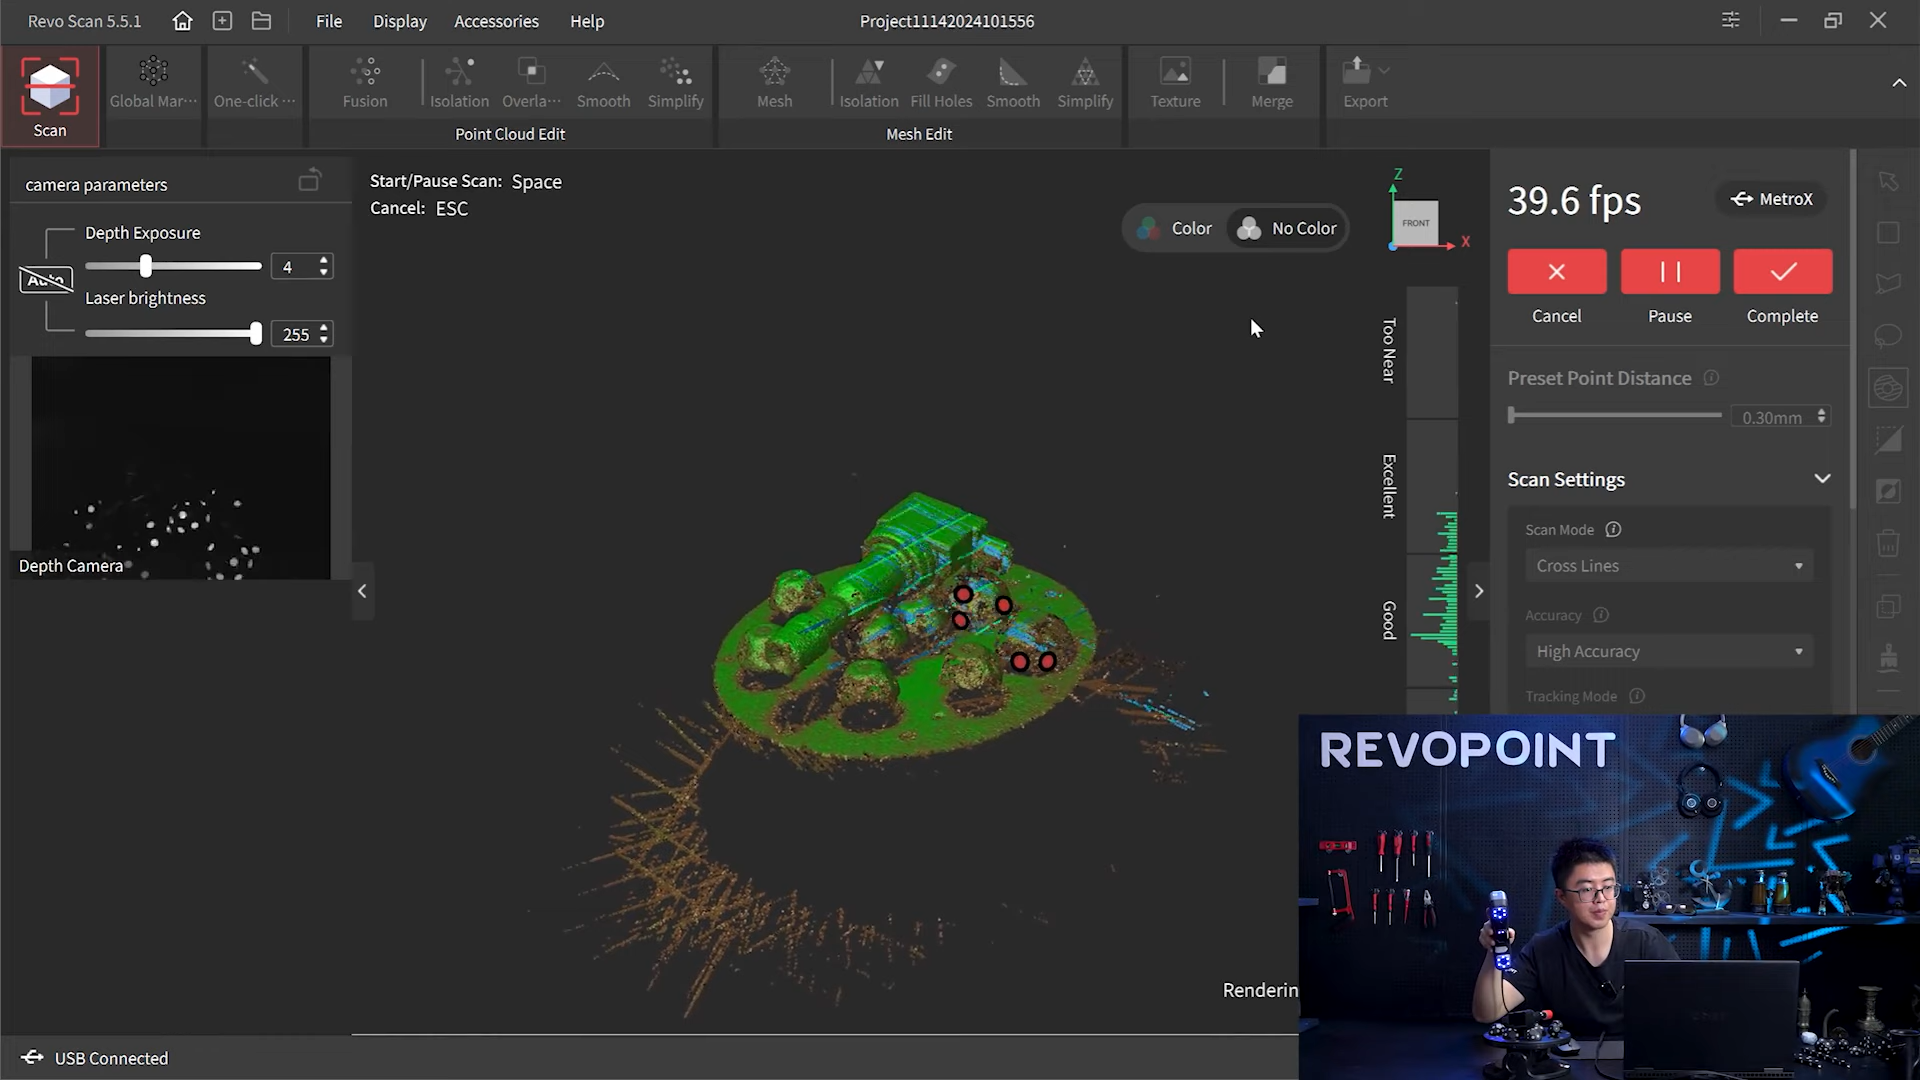 Revo Scan 5.5.1
File
Display
Accessories
Help
Project11142024101556
Scan
Global Mar···
One-click ···
Fusion
Isolation
Overla···
Smooth
Simplify
Point Cloud Edit
Mesh
Isolation
Fill Holes
Smooth
Simplify
Mesh Edit
Texture
Merge
Export
camera parameters
Auto
Depth Exposure
4
Laser brightness
255
Depth Camera
Start/Pause Scan: Space
Cancel: ESC
Color
No Color
Z
FRONT
X
Too Near
Excellent
Good
39.6 fps
MetroX
Cancel
Pause
Complete
Preset Point Distance
0.30mm
Scan Settings
Scan Mode
Cross Lines
Accuracy
High Accuracy
Tracking Mode
Renderin
REVOPOINT
USB Connected